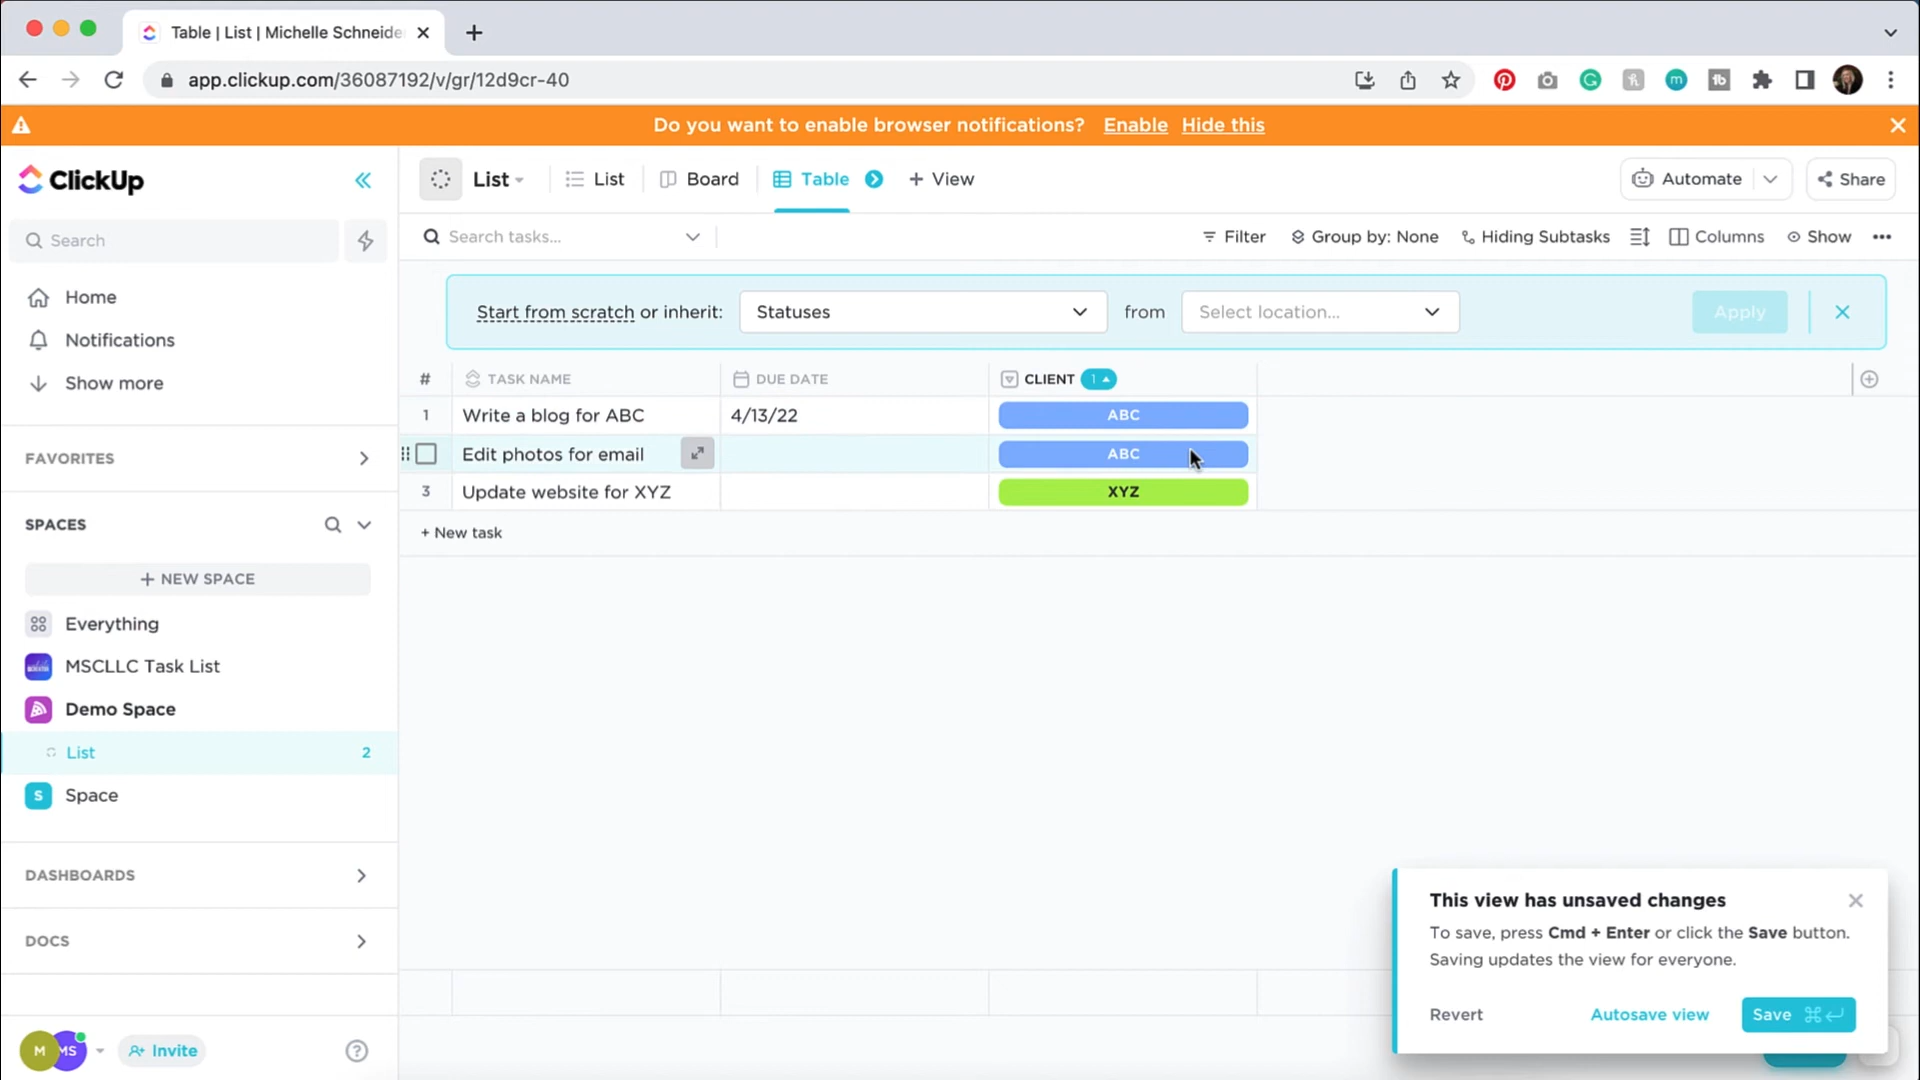 Table | List | Michelle Schneide
app.clickup.com/36087192/v/gr/12d9cr-40
Do you want to enable browser notifications? Enable Hide this
ClickUp
List
List
Board
Table
+ View
Automate
Share
Search
Search tasks...
Filter
Group by: None
Hiding Subtasks
Columns
Show
Home
Notifications
Show more
Start from scratch or inherit: Statuses from Select location... Apply
# TASK NAME DUE DATE CLIENT 1
1 Write a blog for ABC 4/13/22 ABC
Edit photos for email ABC
3 Update website for XYZ XYZ
+ New task
FAVORITES
SPACES
+ NEW SPACE
Everything
MSCLLC Task List
Demo Space
List 2
S Space
DASHBOARDS
DOCS
M MS Invite ?
This view has unsaved changes
To save, press Cmd + Enter or click the Save button.
Saving updates the view for everyone.
Revert Autosave view Save ⌘↵